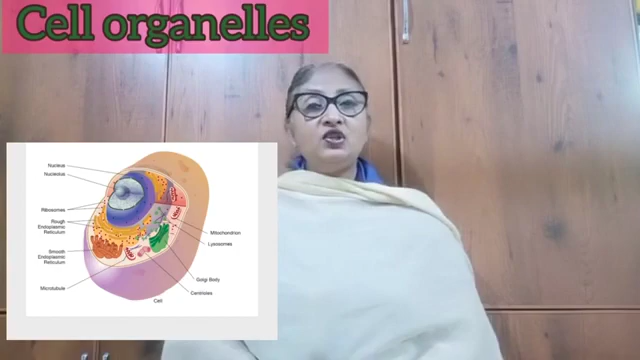 Cell organelles
Nucleus
Nucleolus
Ribosomes
Rough
Endoplasmic
Reticulum
Smooth
Endoplasmic
Reticulum
Microtubule
Mitochondrion
Lysosomes
Golgi Body
Centrioles
Cell